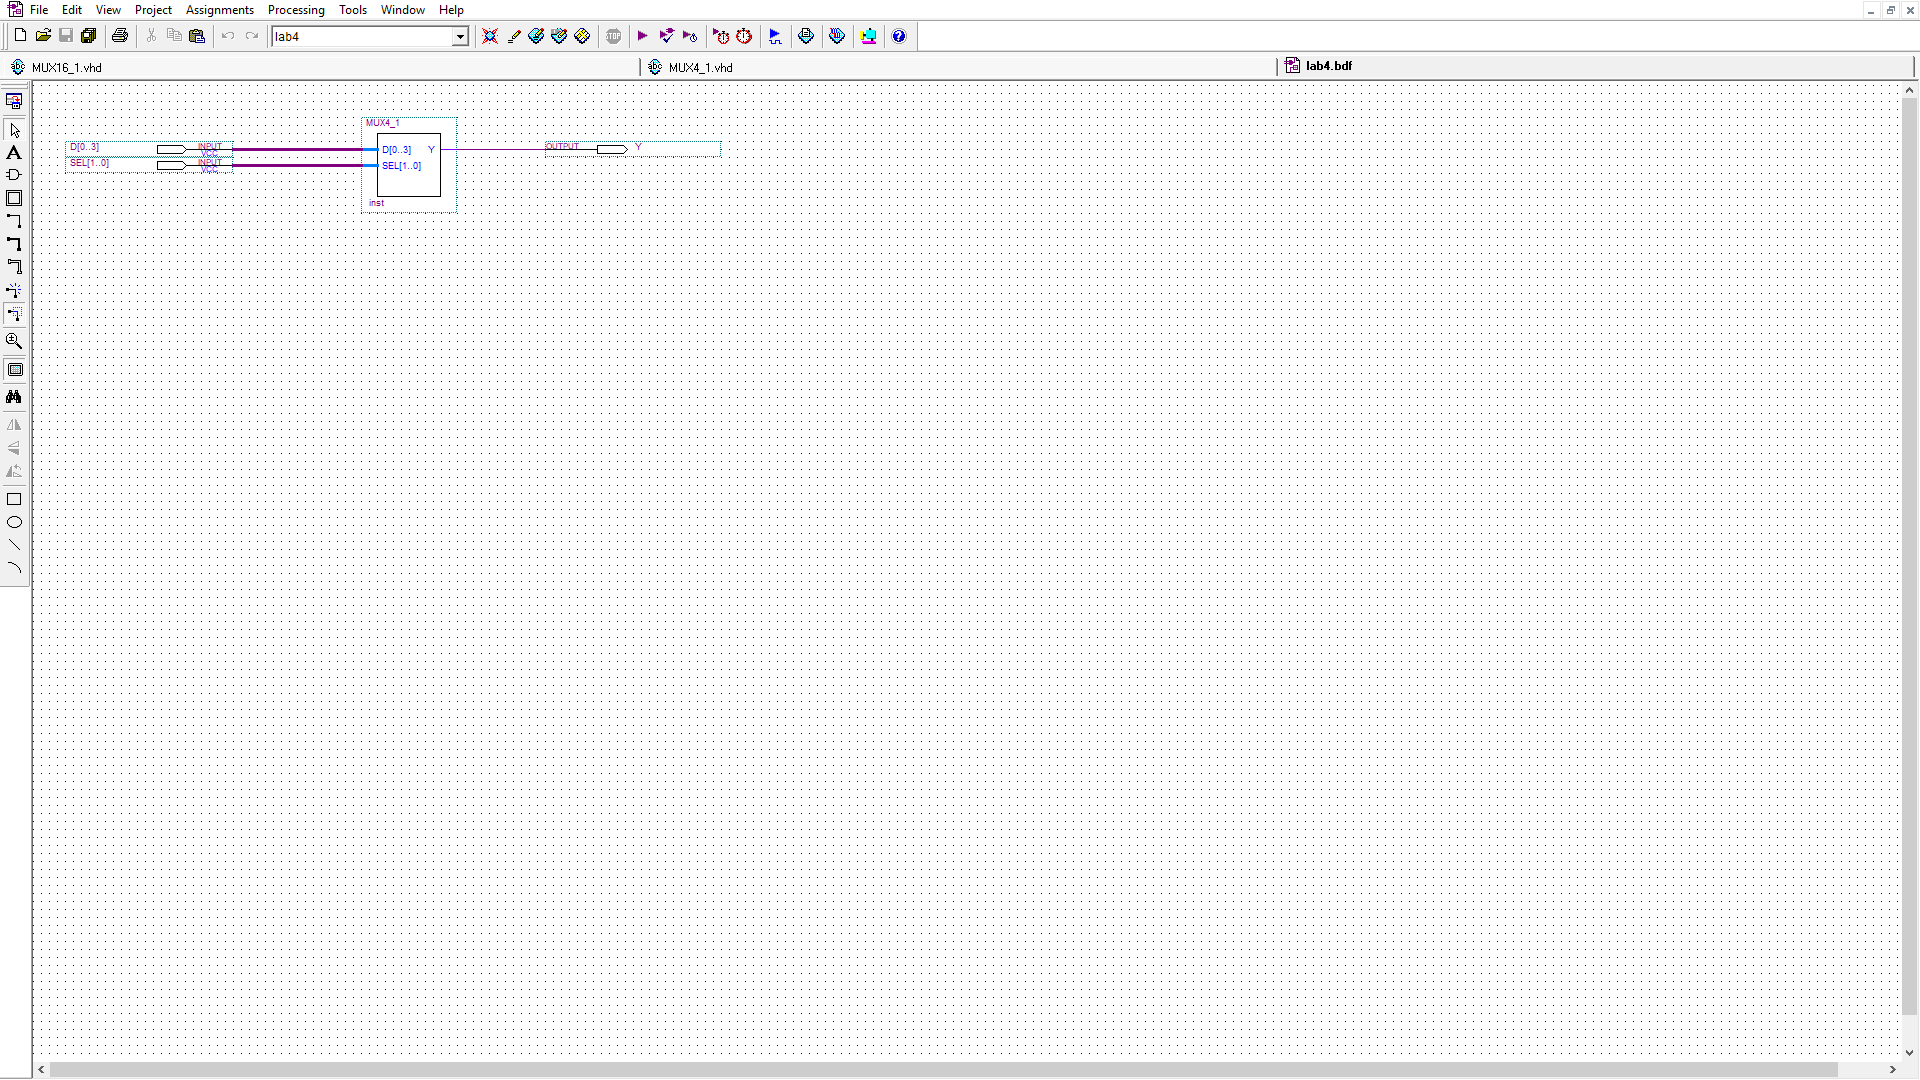 File Edit View Project Assignments Processing Tools Window Help
lab4
STOP
MUX16_1.vhd
MUX4_1.vhd
lab4.bdf
MUX4_1
D[0..3] INPUT
VCC
SEL[1..0] INPUT
VCC
D[0..3] Y
SEL[1..0]
inst
OUTPUT Y